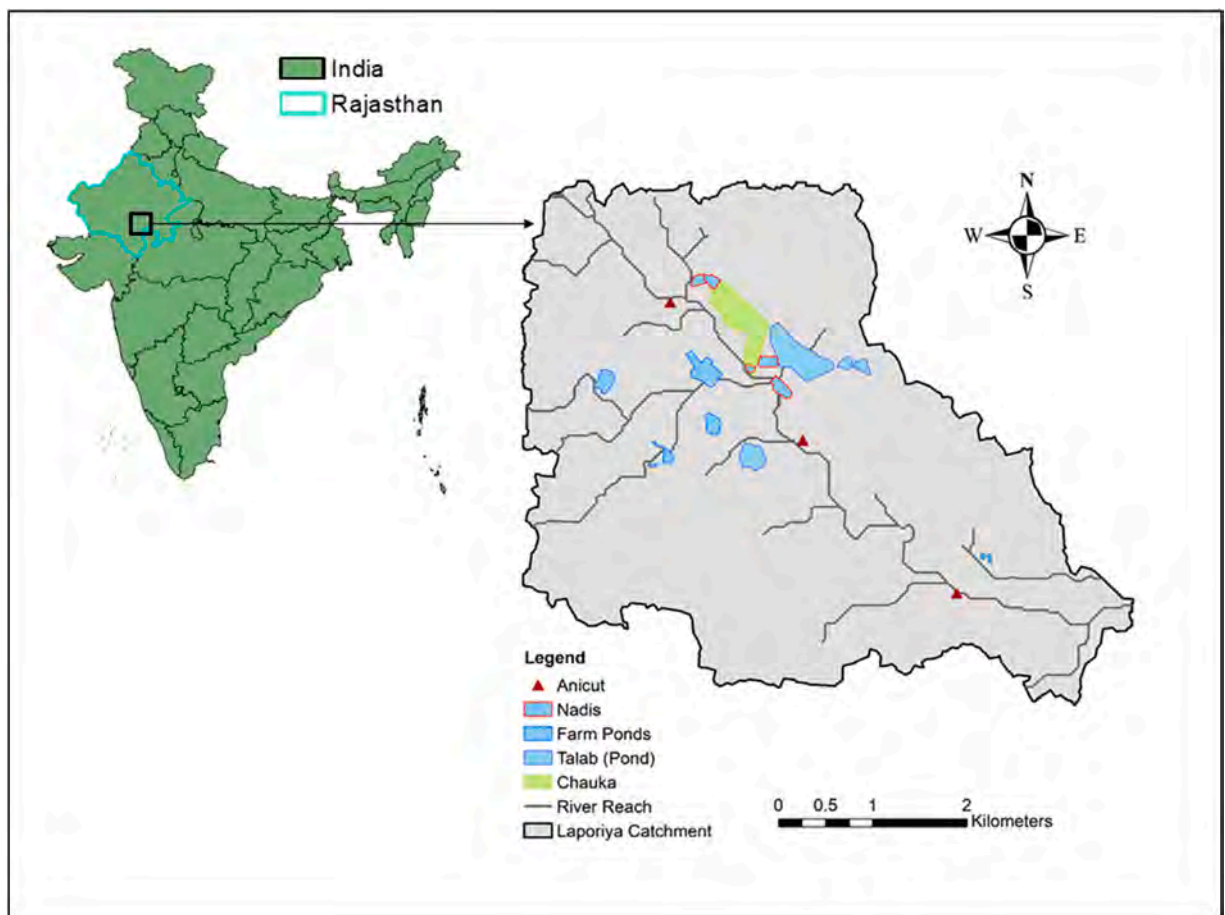 India
Rajasthan
N
W E
S
Legend
Anicut
Nadis
Farm Ponds
Talab (Pond)
Chauka
River Reach
Laporiya Catchment
0 0.5 1 2
Kilometers